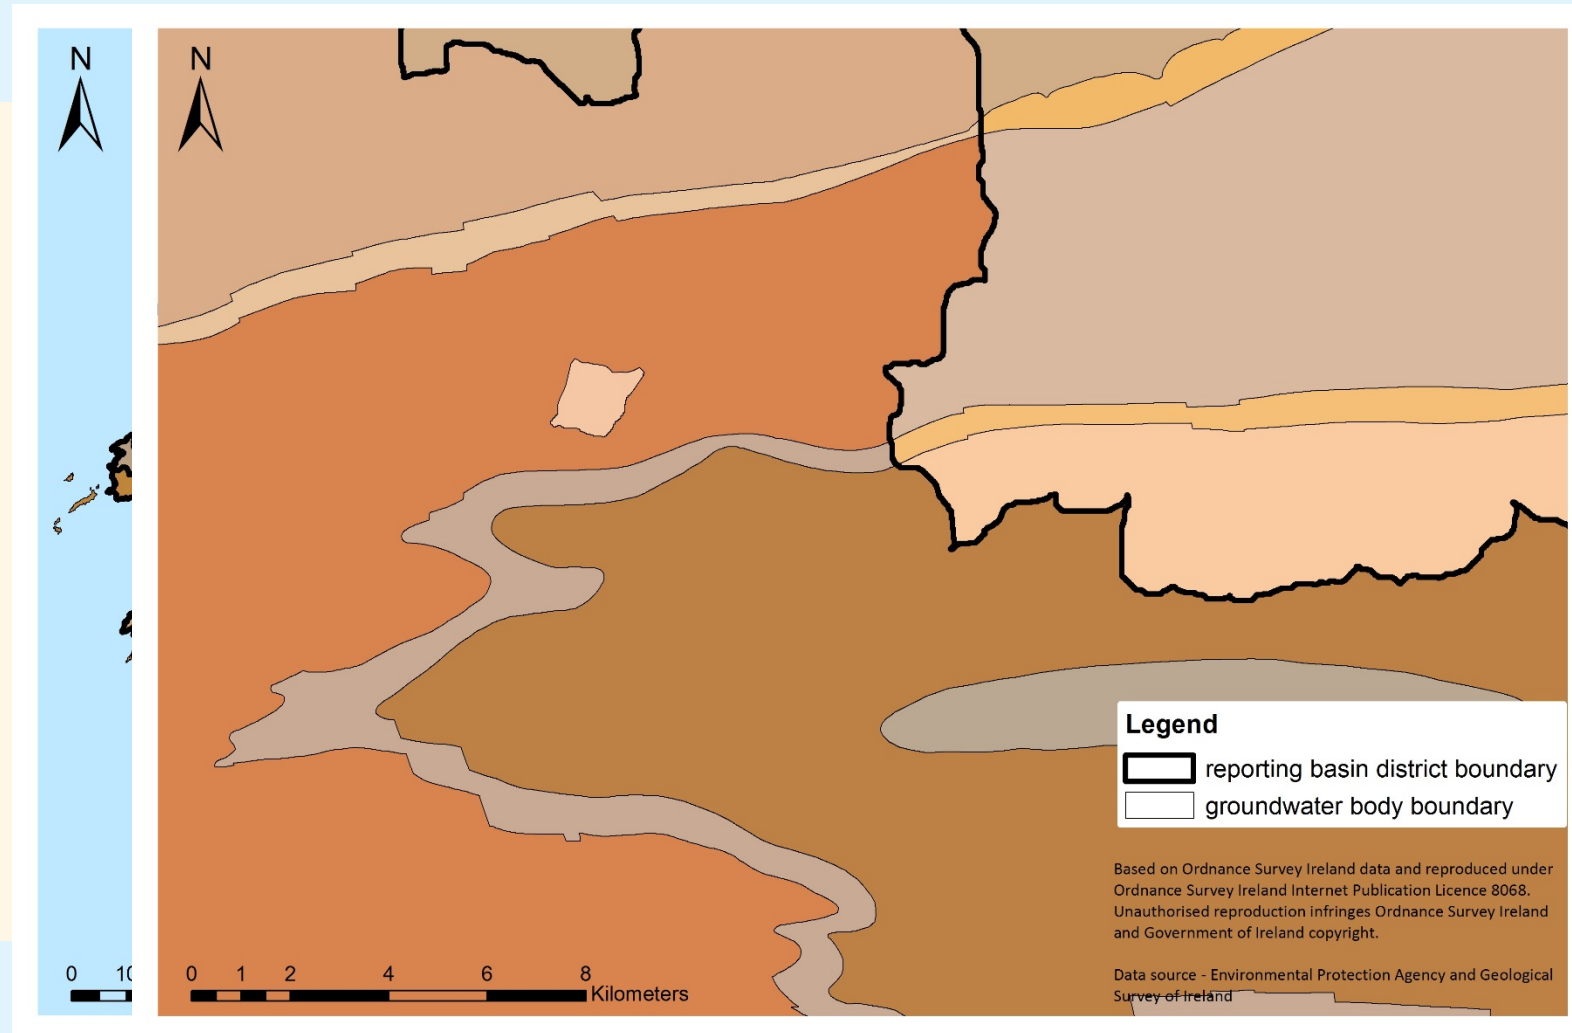 N
N
Legend
reporting basin district boundary
groundwater body boundary
Based on Ordnance Survey Ireland data and reproduced under
Ordnance Survey Ireland Internet Publication Licence 8068.
Unauthorised reproduction infringes Ordnance Survey Ireland
and Government of Ireland copyright.
Data source - Environmental Protection Agency and Geological
Survey of Ireland
0
0 1 2 4 6 8
Kilometers